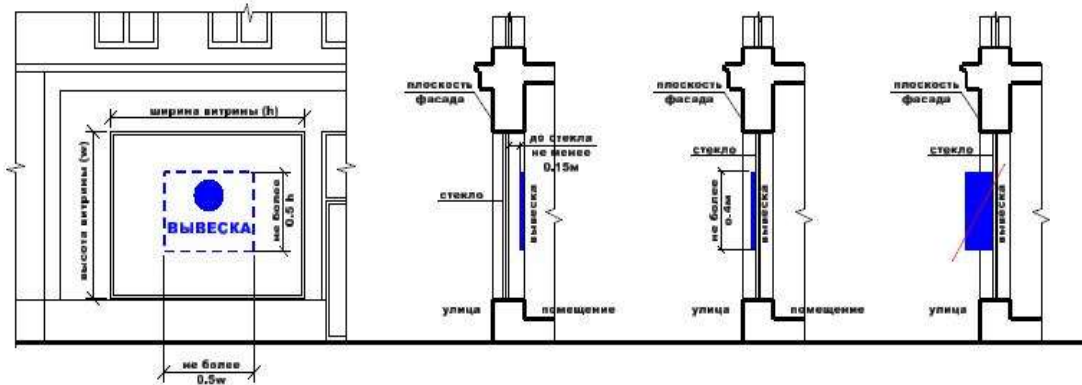 ширина витрины (h)
высота витрины (w)
ВЫВЕСКА
не более
0.5 h
не более
0.5w
плоскость
фасада
до стекла
не менее
0.15м
стекло
вывеска
улица
помещение
плоскость
фасада
стекло
не более
0.4м
вывеска
улица
помещение
плоскость
фасада
стекло
вывеска
улица